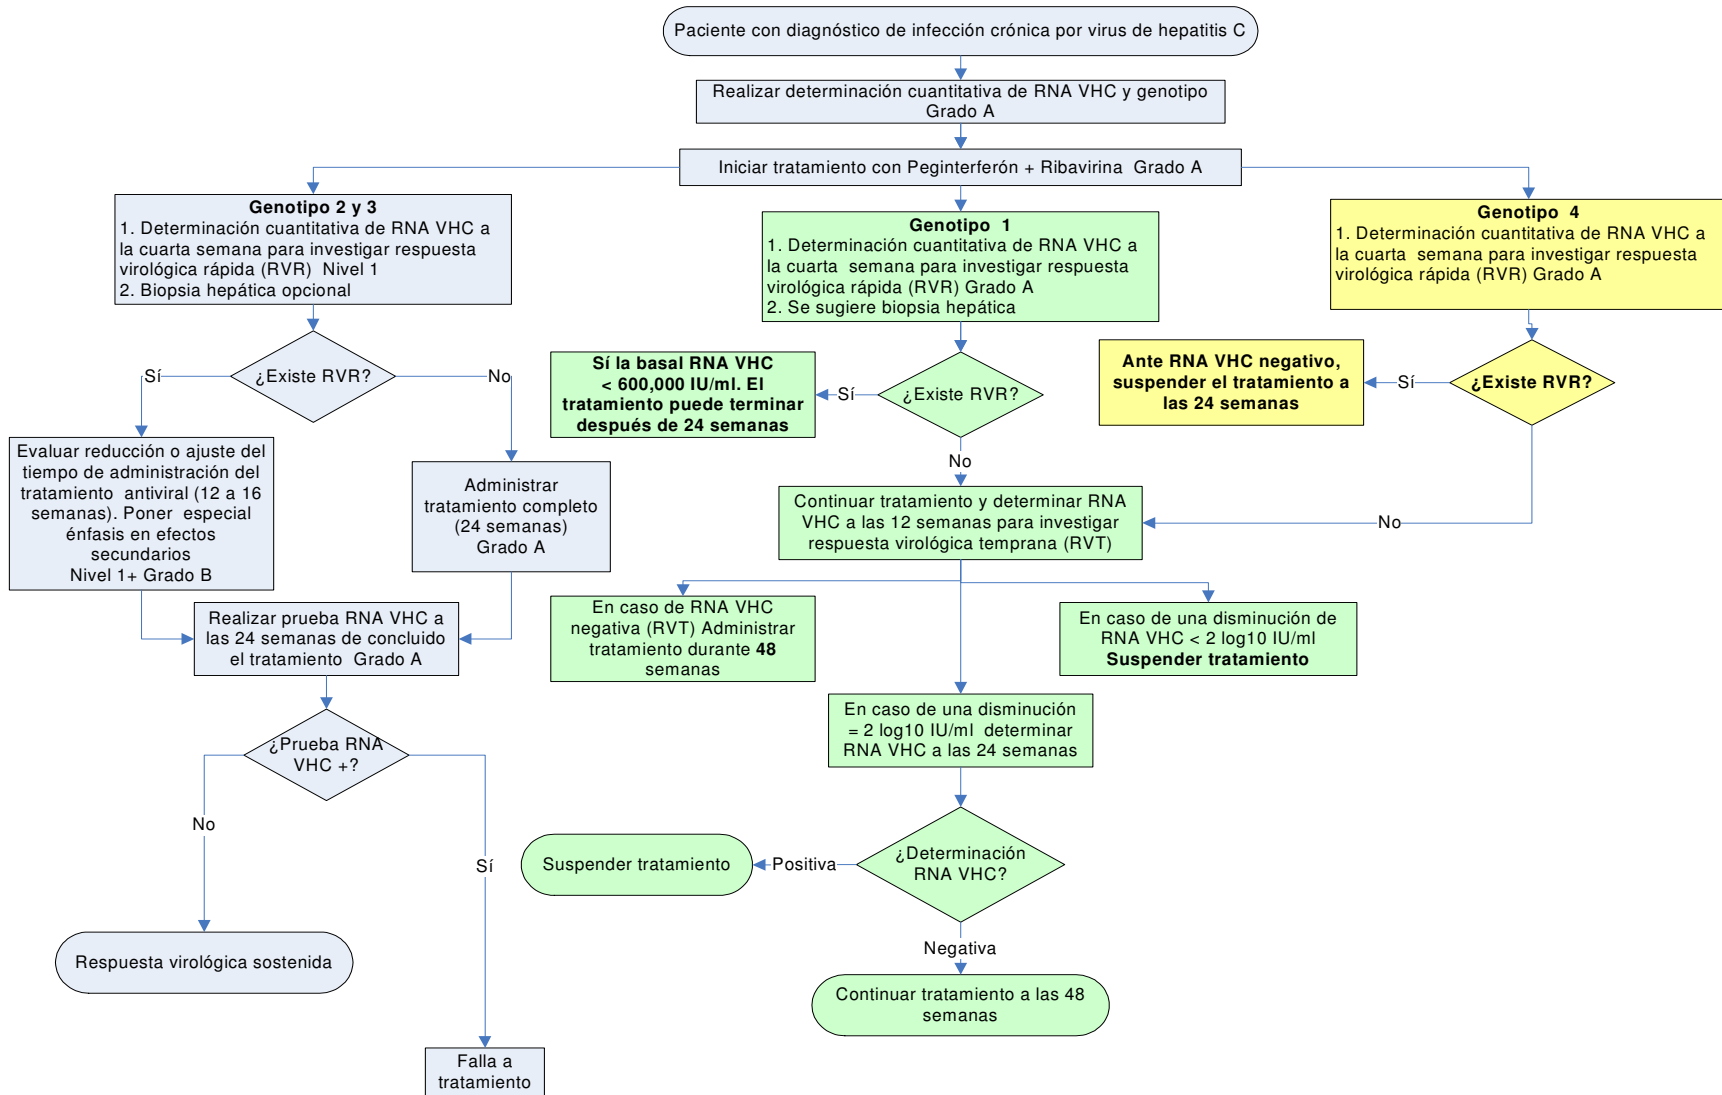 Paciente con diagnóstico de infección crónica por virus de hepatitis C
Realizar determinación cuantitativa de RNA VHC y genotipo
Grado A
Iniciar tratamiento con Peginterferón + Ribavirina Grado A
Genotipo 2 y 3
1. Determinación cuantitativa de RNA VHC a
la cuarta semana para investigar respuesta
virológica rápida (RVR) Nivel 1
2. Biopsia hepática opcional
¿Existe RVR?
Sí
No
Evaluar reducción o ajuste del
tiempo de administración del
tratamiento antiviral (12 a 16
semanas). Poner especial
énfasis en efectos
secundarios
Nivel 1+ Grado B
Administrar
tratamiento completo
(24 semanas)
Grado A
Realizar prueba RNA VHC a
las 24 semanas de concluido
el tratamiento Grado A
¿Prueba RNA
VHC +?
No
Sí
Respuesta virológica sostenida
Falla a
tratamiento
Genotipo 1
1. Determinación cuantitativa de RNA VHC a
la cuarta semana para investigar respuesta
virológica rápida (RVR) Grado A
2. Se sugiere biopsia hepática
¿Existe RVR?
Sí
Sí la basal RNA VHC
< 600,000 IU/ml. El
tratamiento puede terminar
después de 24 semanas
No
Continuar tratamiento y determinar RNA
VHC a las 12 semanas para investigar
respuesta virológica temprana (RVT)
En caso de RNA VHC
negativa (RVT) Administrar
tratamiento durante 48
semanas
En caso de una disminución
= 2 log10 IU/ml determinar
RNA VHC a las 24 semanas
En caso de una disminución de
RNA VHC < 2 log10 IU/ml
Suspender tratamiento
¿Determinación
RNA VHC?
Positiva
Suspender tratamiento
Negativa
Continuar tratamiento a las 48
semanas
Genotipo 4
1. Determinación cuantitativa de RNA VHC a
la cuarta semana para investigar respuesta
virológica rápida (RVR) Grado A
¿Existe RVR?
Sí
Ante RNA VHC negativo,
suspender el tratamiento a
las 24 semanas
No